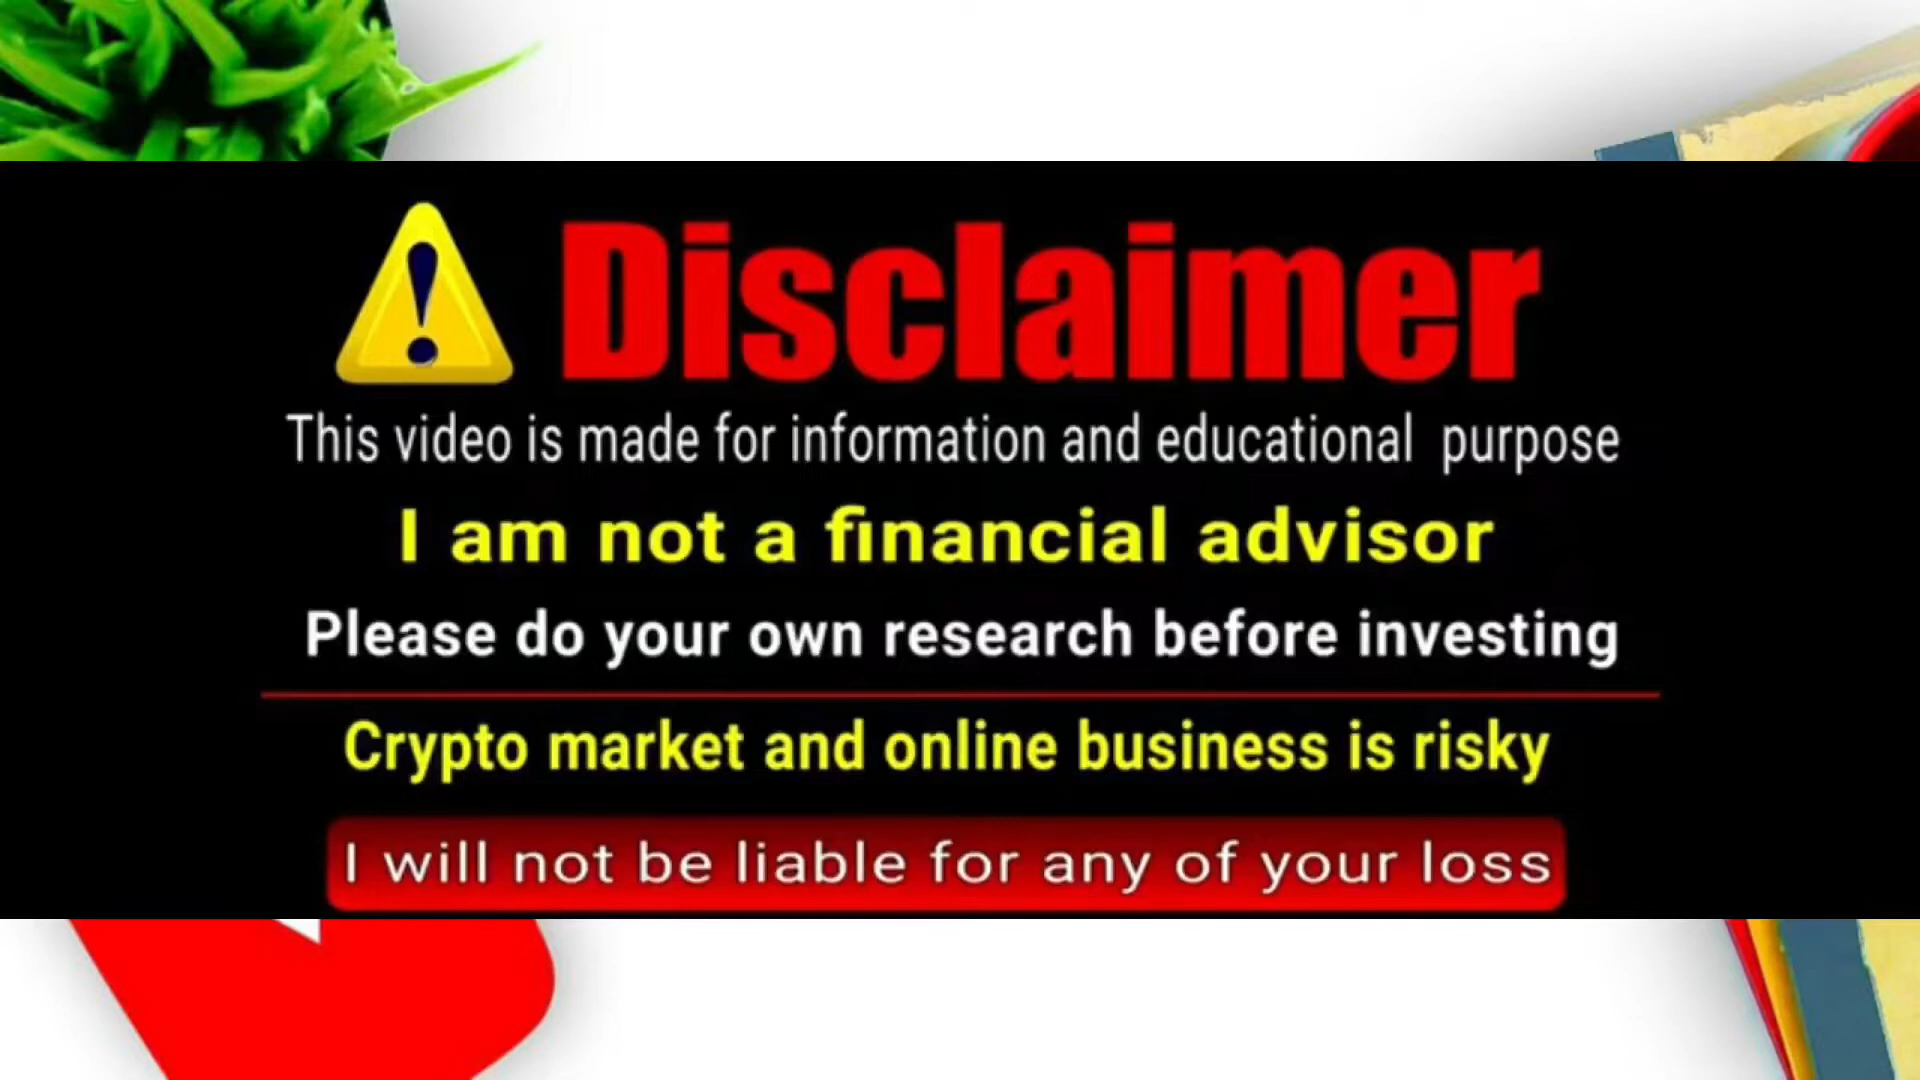 Disclaimer
This video is made for information and educational purpose
I am not a financial advisor
Please do your own research before investing
Crypto market and online business is risky
I will not be liable for any of your loss